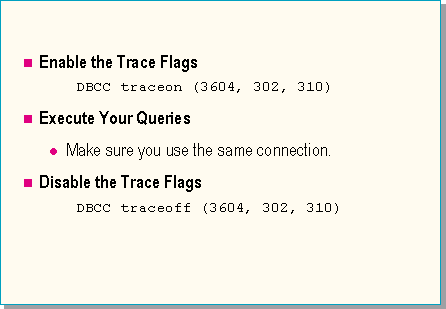 Enable the Trace Flags
DBCC traceon (3604, 302, 310)
Execute Your Queries
Make sure you use the same connection.
Disable the Trace Flags
DBCC traceoff (3604, 302, 310)